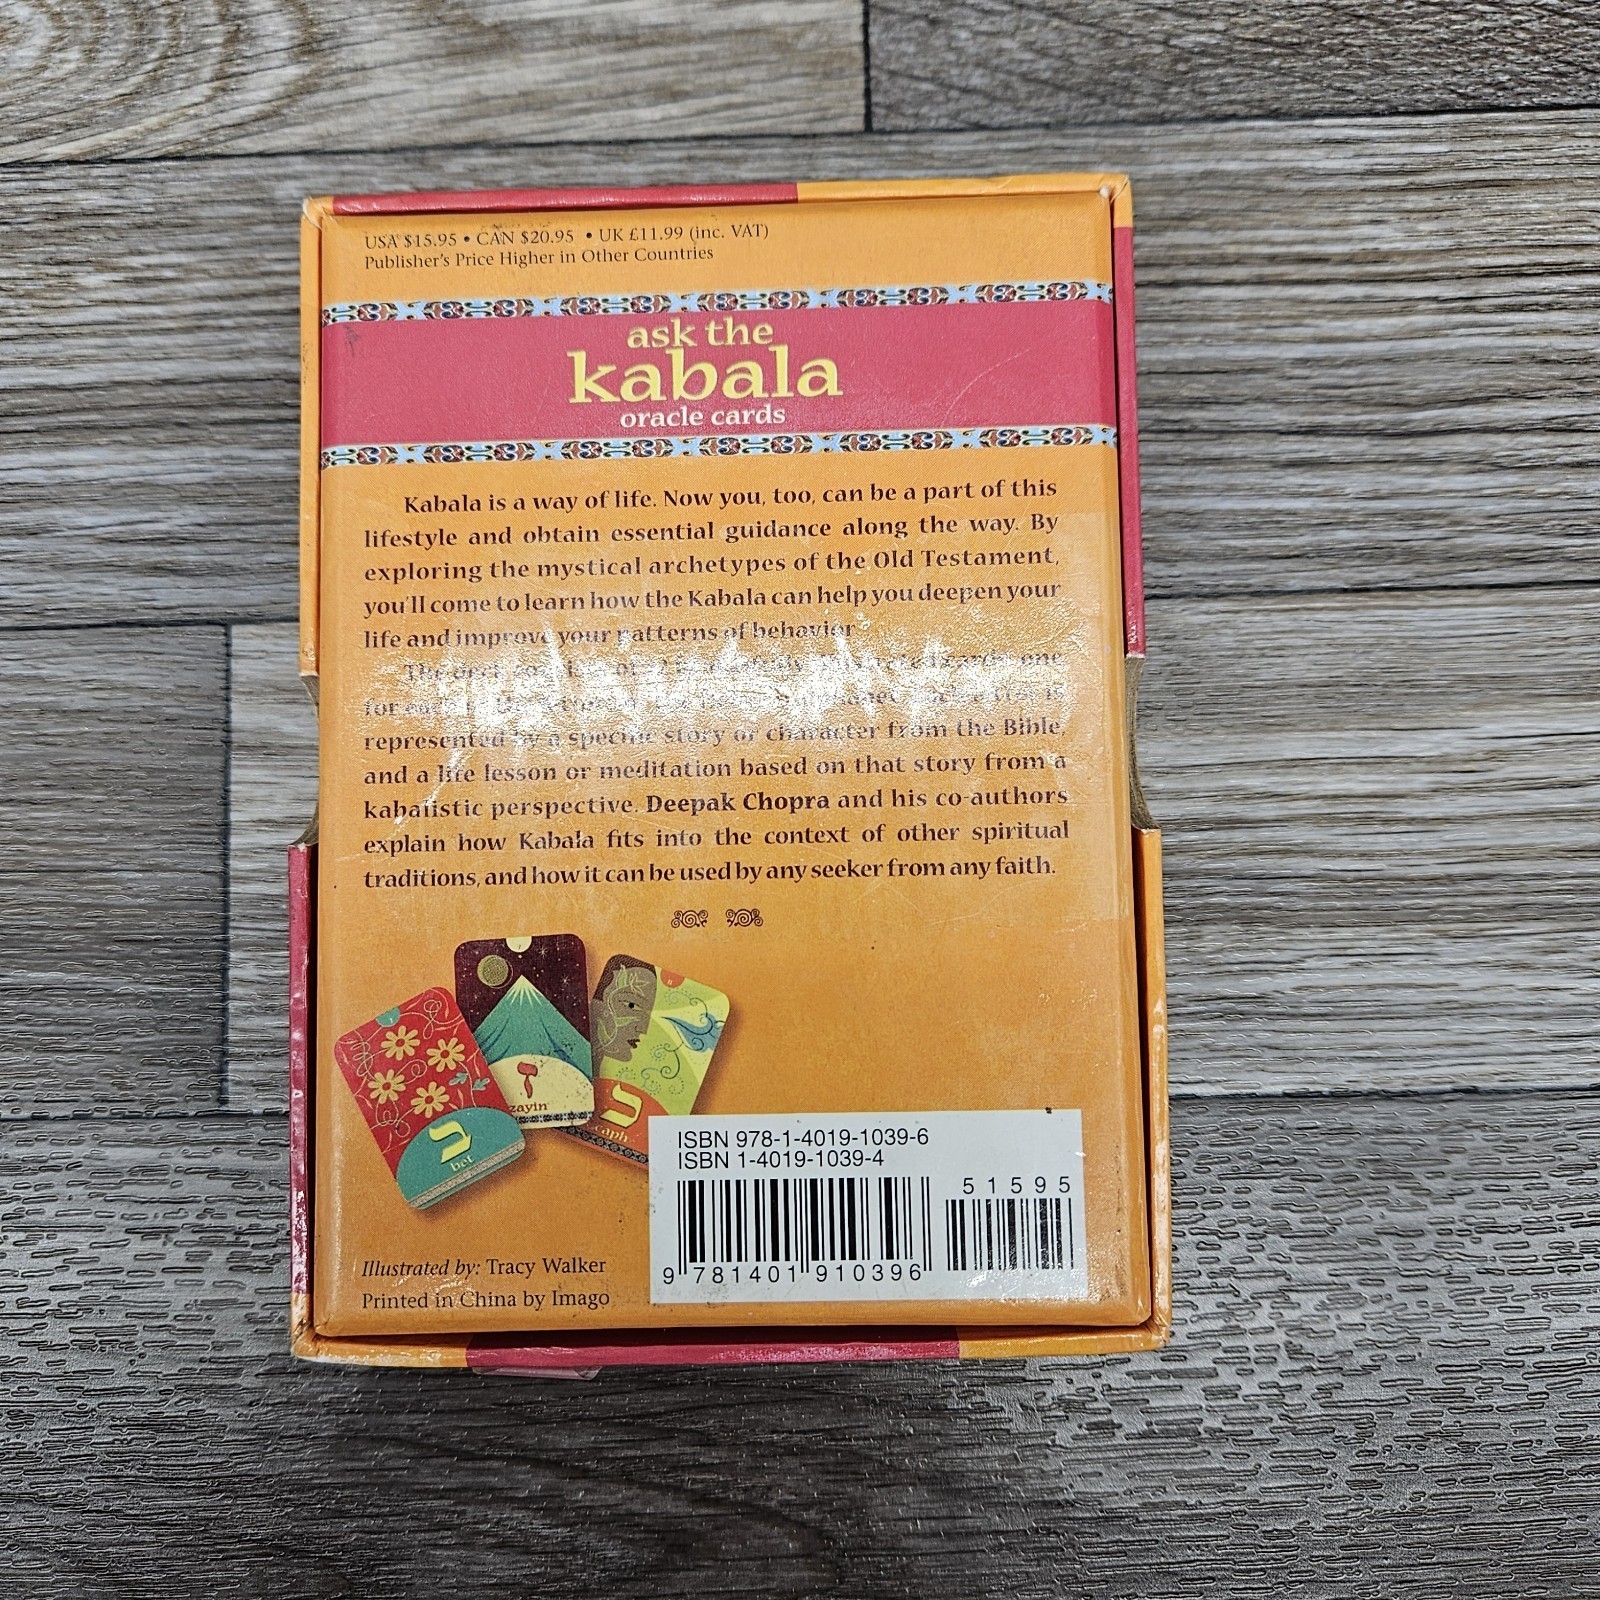 USA $15.95 • CAN $20.95 • UK £11.99 (inc. VAT)
Publisher's Price Higher in Other Countries
ask the
kabala
oracle cards
Kabala is a way of life. Now you, too, can be a part of this
lifestyle and obtain essential guidance along the way. By
exploring the mystical archetypes of the Old Testament,
you'll come to learn how the Kabala can help you deepen your
life and improve your patterns of behavior
The deck one
for
represented by a specific story or character from the Bible,
and a life lesson or meditation based on that story from a
kabalistic perspective. Deepak Chopra and his co-authors
explain how Kabala fits into the context of other spiritual
traditions, and how it can be used by any seeker from any faith.
ז
zayin
כ
caph
ב
bet
ISBN 978-1-4019-1039-6
ISBN 1-4019-1039-4
51595
9 781401 910396
Illustrated by: Tracy Walker
Printed in China by Imago